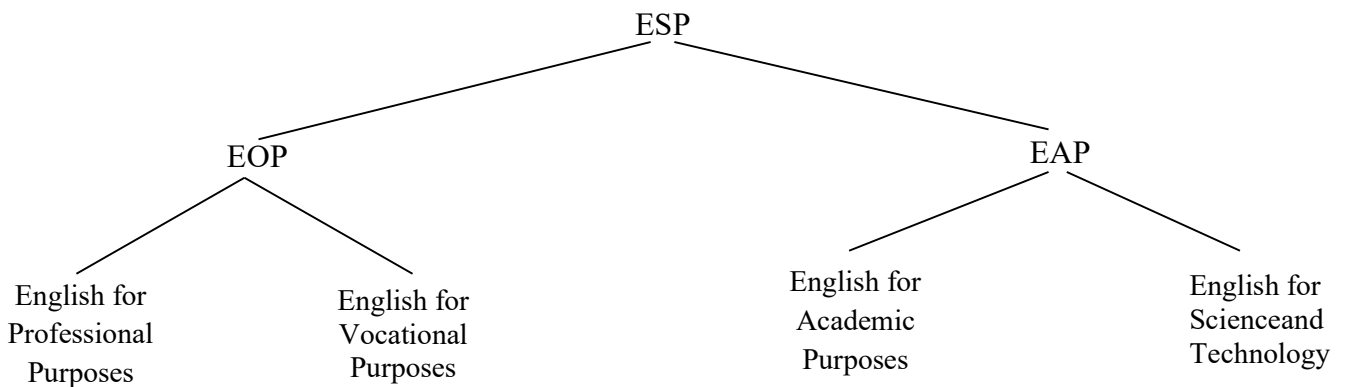 ESP
EOP
EAP
English for
Professional
Purposes
English for
Vocational
Purposes
English for
Academic
Purposes
English for
Scienceand
Technology